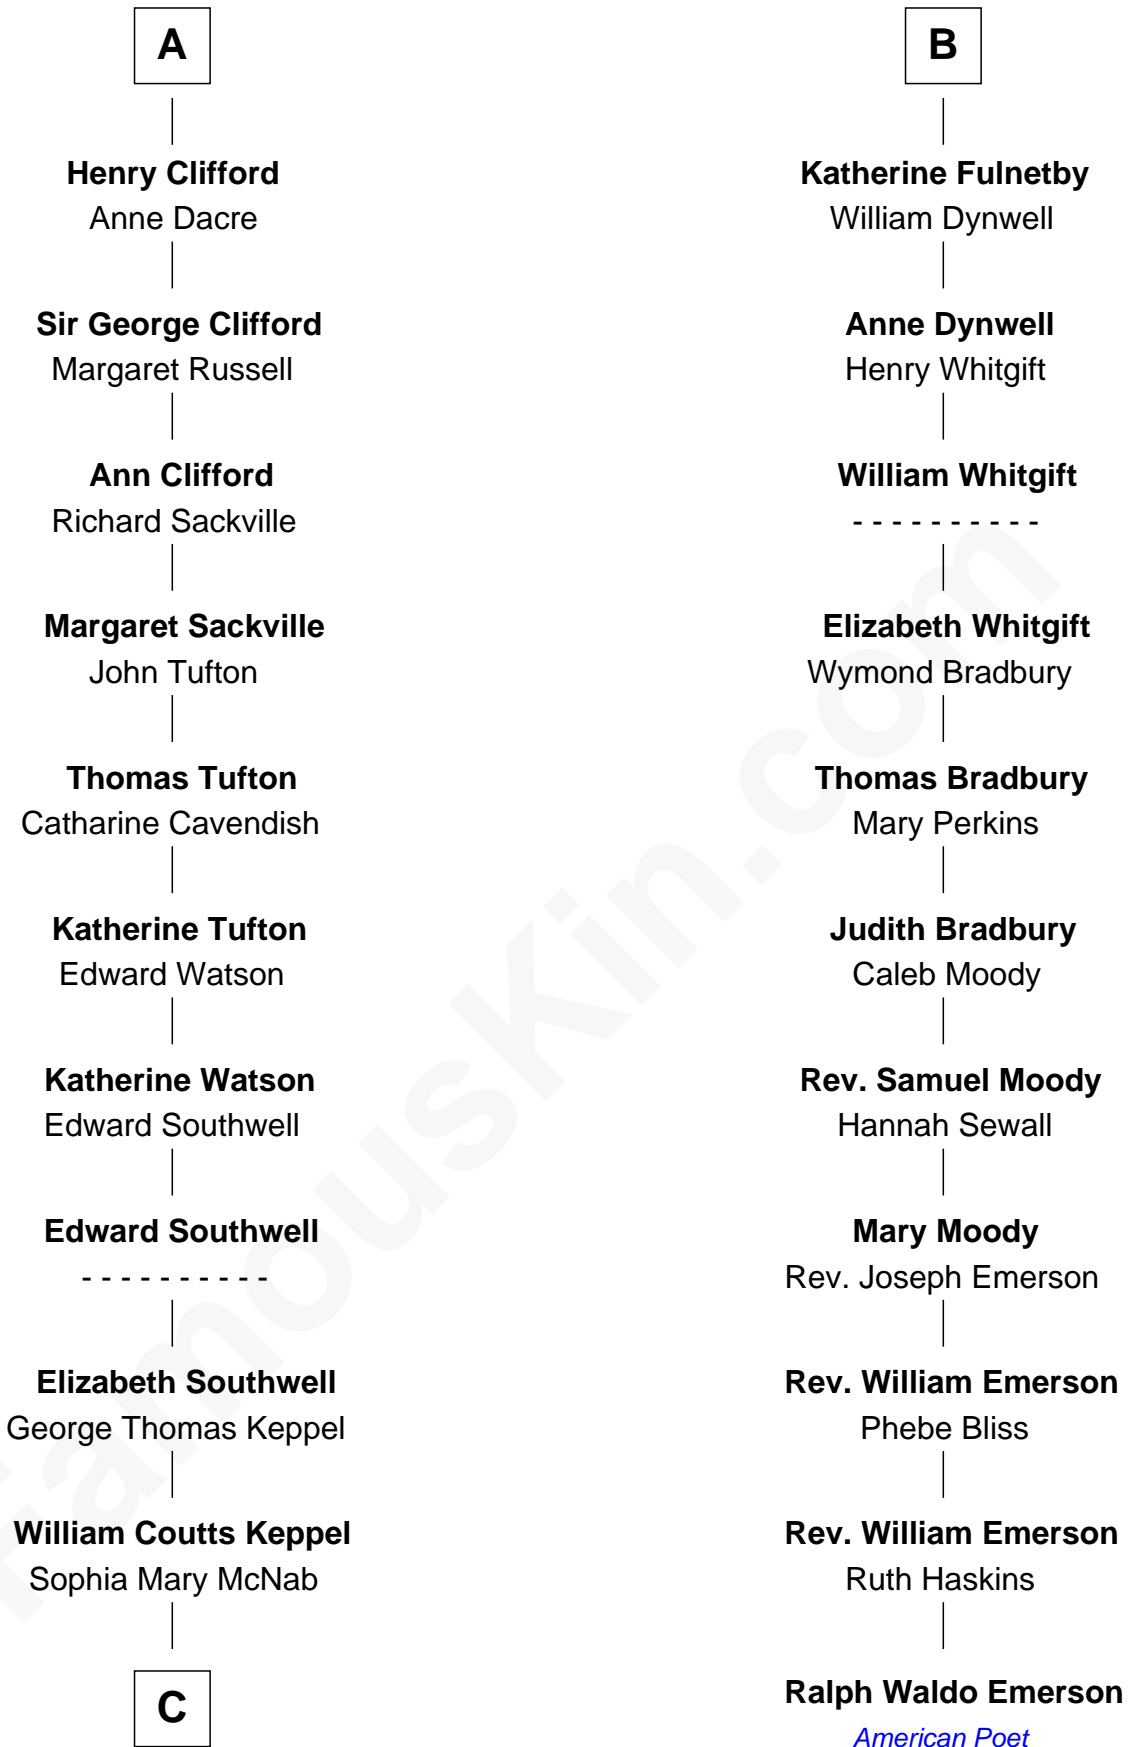 A
Henry Clifford
Anne Dacre
Sir George Clifford
Margaret Russell
Ann Clifford
Richard Sackville
Margaret Sackville
John Tufton
Thomas Tufton
Catharine Cavendish
Katherine Tufton
Edward Watson
Katherine Watson
Edward Southwell
Edward Southwell
- - - - - - - - - -
Elizabeth Southwell
George Thomas Keppel
William Coutts Keppel
Sophia Mary McNab
C
B
Katherine Fulnetby
William Dynwell
Anne Dynwell
Henry Whitgift
William Whitgift
- - - - - - - - - -
Elizabeth Whitgift
Wymond Bradbury
Thomas Bradbury
Mary Perkins
Judith Bradbury
Caleb Moody
Rev. Samuel Moody
Hannah Sewall
Mary Moody
Rev. Joseph Emerson
Rev. William Emerson
Phebe Bliss
Rev. William Emerson
Ruth Haskins
Ralph Waldo Emerson
American Poet
FamousKin.com